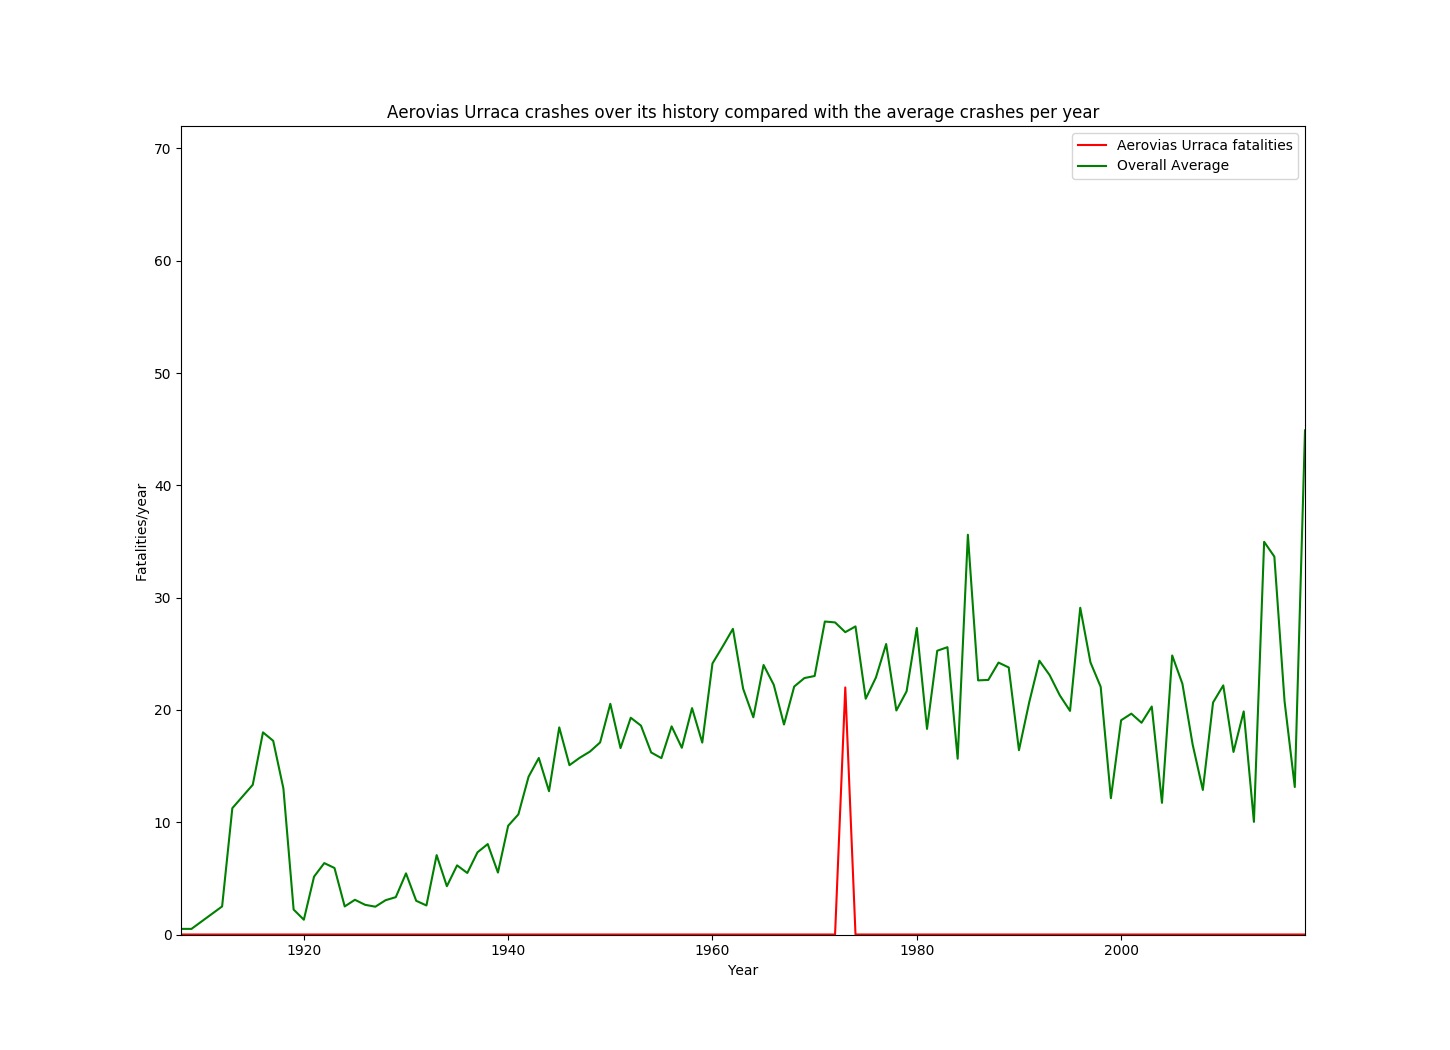 Aerovias Urraca crashes over its history compared with the average crashes per year
Aerovias Urraca fatalities
Overall Average
70
60
50
40
30
20
10
0
Fatalities/year
1920 1940 1960 1980 2000
Year